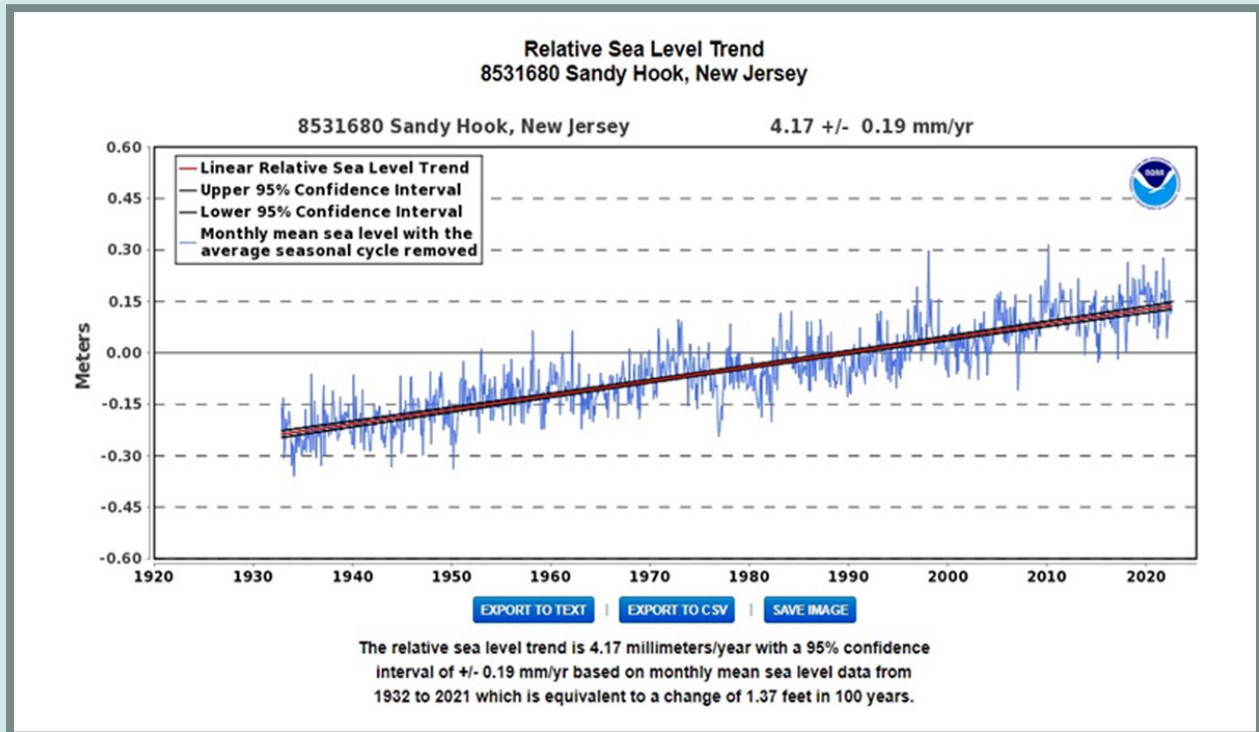 Relative Sea Level Trend
8531680 Sandy Hook, New Jersey
8531680 Sandy Hook, New Jersey 4.17 +/- 0.19 mm/yr
Linear Relative Sea Level Trend
Upper 95% Confidence Interval
Lower 95% Confidence Interval
Monthly mean sea level with the
average seasonal cycle removed
NOAA
Meters
0.60
0.45
0.30
0.15
0.00
-0.15
-0.30
-0.45
-0.60
1920 1930 1940 1950 1960 1970 1980 1990 2000 2010 2020
EXPORT TO TEXT | EXPORT TO CSV | SAVE IMAGE
The relative sea level trend is 4.17 millimeters/year with a 95% confidence
interval of +/- 0.19 mm/yr based on monthly mean sea level data from
1932 to 2021 which is equivalent to a change of 1.37 feet in 100 years.